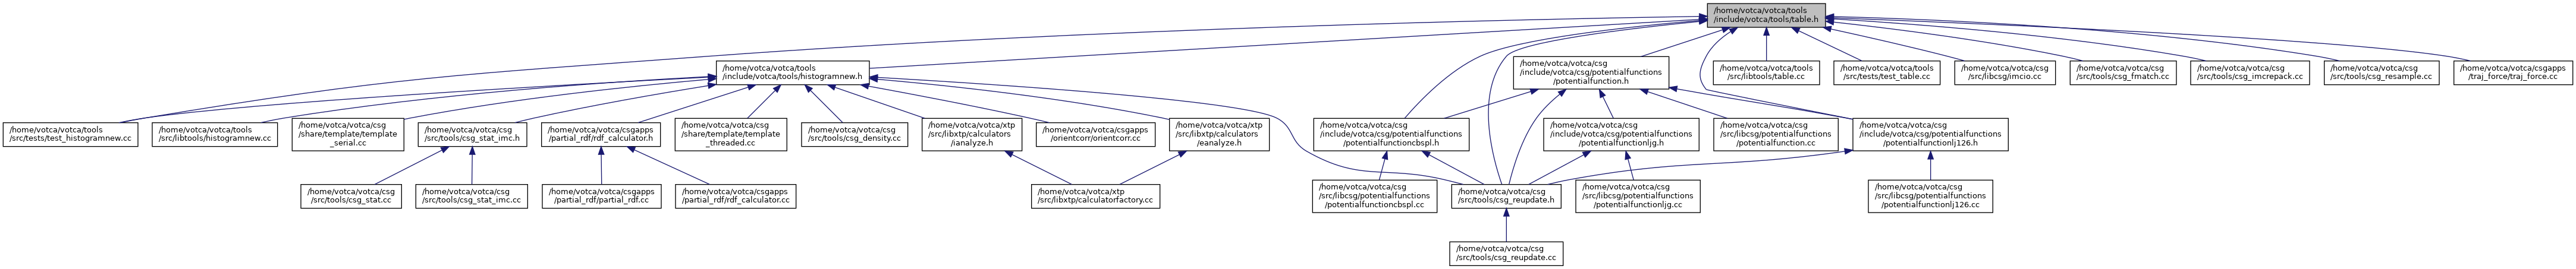 /home/votca/votca/tools
/include/votca/tools/table.h
/home/votca/votca/tools
/include/votca/tools/histogramnew.h
/home/votca/votca/csg
/include/votca/csg/potentialfunctions
/potentialfunction.h
/home/votca/votca/tools
/src/libtools/table.cc
/home/votca/votca/tools
/src/tests/test_table.cc
/home/votca/votca/csg
/src/libcsg/imcio.cc
/home/votca/votca/csg
/src/tools/csg_fmatch.cc
/home/votca/votca/csg
/src/tools/csg_imcrepack.cc
/home/votca/votca/csg
/src/tools/csg_resample.cc
/home/votca/votca/csgapps
/traj_force/traj_force.cc
/home/votca/votca/tools
/src/tests/test_histogramnew.cc
/home/votca/votca/tools
/src/libtools/histogramnew.cc
/home/votca/votca/csg
/share/template/template
_serial.cc
/home/votca/votca/csg
/src/tools/csg_stat_imc.h
/home/votca/votca/csgapps
/partial_rdf/rdf_calculator.h
/home/votca/votca/csg
/share/template/template
_threaded.cc
/home/votca/votca/csg
/src/tools/csg_density.cc
/home/votca/votca/xtp
/src/libxtp/calculators
/ianalyze.h
/home/votca/votca/csgapps
/orientcorr/orientcorr.cc
/home/votca/votca/xtp
/src/libxtp/calculators
/eanalyze.h
/home/votca/votca/csg
/include/votca/csg/potentialfunctions
/potentialfunctioncbspl.h
/home/votca/votca/csg
/include/votca/csg/potentialfunctions
/potentialfunctionljg.h
/home/votca/votca/csg
/src/libcsg/potentialfunctions
/potentialfunction.cc
/home/votca/votca/csg
/include/votca/csg/potentialfunctions
/potentialfunctionlj126.h
/home/votca/votca/csg
/src/tools/csg_stat.cc
/home/votca/votca/csg
/src/tools/csg_stat_imc.cc
/home/votca/votca/csgapps
/partial_rdf/partial_rdf.cc
/home/votca/votca/csgapps
/partial_rdf/rdf_calculator.cc
/home/votca/votca/xtp
/src/libxtp/calculatorfactory.cc
/home/votca/votca/csg
/src/libcsg/potentialfunctions
/potentialfunctioncbspl.cc
/home/votca/votca/csg
/src/tools/csg_reupdate.h
/home/votca/votca/csg
/src/libcsg/potentialfunctions
/potentialfunctionljg.cc
/home/votca/votca/csg
/src/libcsg/potentialfunctions
/potentialfunctionlj126.cc
/home/votca/votca/csg
/src/tools/csg_reupdate.cc